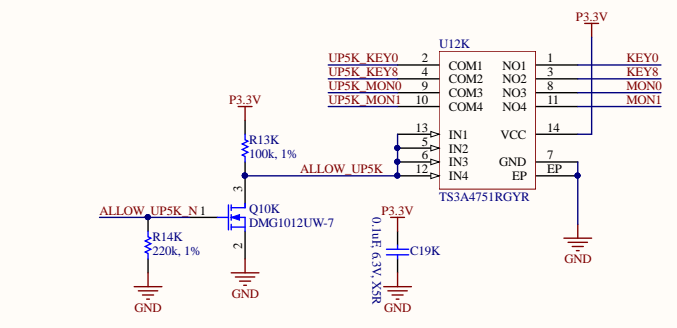 P3.3V
U12K
UP5K_KEY0 2 COM1 NO1 1 KEY0
UP5K_KEY8 4 COM2 NO2 3 KEY8
UP5K_MON0 9 COM3 NO3 8 MON0
UP5K_MON1 10 COM4 NO4 11 MON1
P3.3V
13 IN1 VCC 14
R13K
100k, 1%
5 IN2
6 IN3 GND 7
ALLOW_UP5K 12 IN4 EP EP
TS3A4751RGYR
3
ALLOW_UP5K_N 1
Q10K
DMG1012UW-7
2
R14K
220k, 1%
GND
GND
P3.3V
C19K
0.1uF, 6.3V, X5R
GND
GND